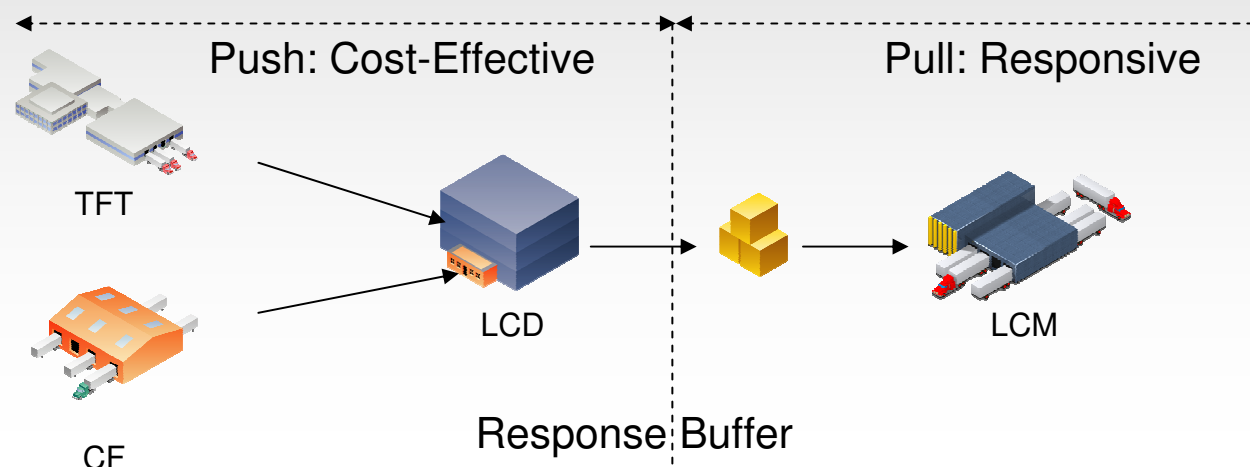 Push: Cost-Effective
Pull: Responsive
TFT
LCD
LCM
Response Buffer
CF